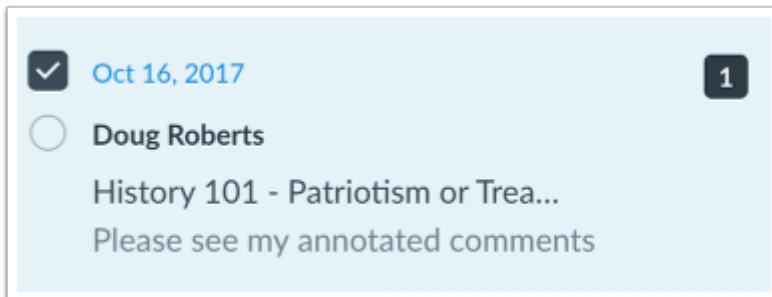 Oct 16, 2017 1
Doug Roberts
History 101 - Patriotism or Trea...
Please see my annotated comments